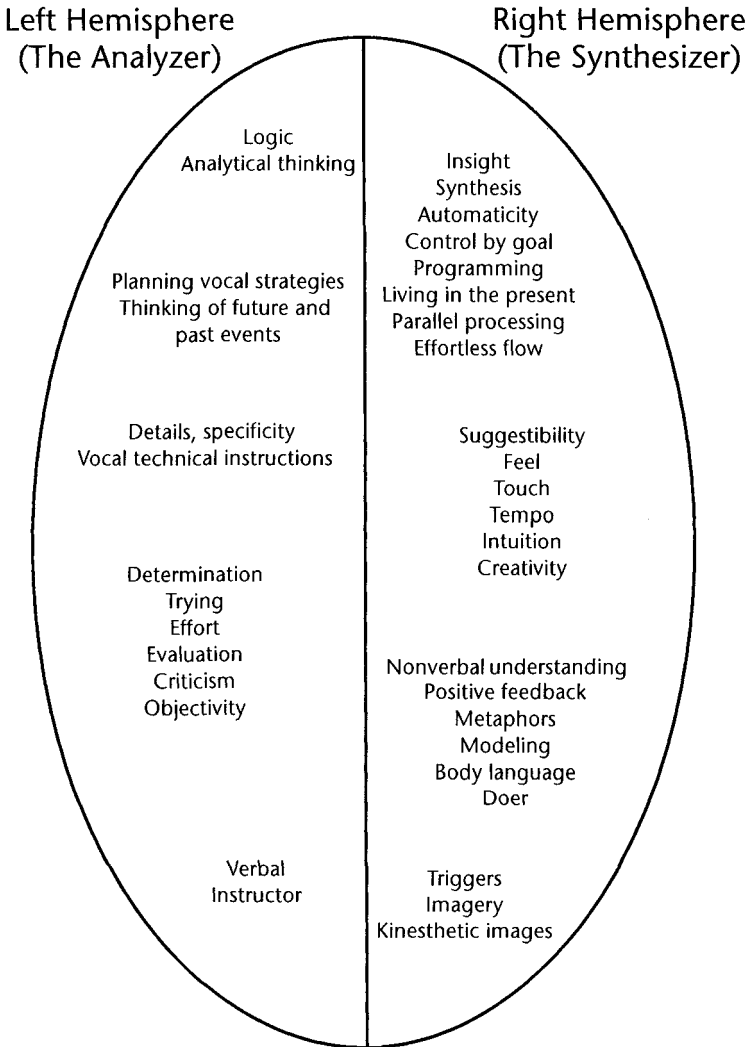 Left Hemisphere
(The Analyzer)
Right Hemisphere
(The Synthesizer)
Logic
Analytical thinking
Planning vocal strategies
Thinking of future and
past events
Details, specificity
Vocal technical instructions
Determination
Trying
Effort
Evaluation
Criticism
Objectivity
Verbal
Instructor
Insight
Synthesis
Automaticity
Control by goal
Programming
Living in the present
Parallel processing
Effortless flow
Suggestibility
Feel
Touch
Tempo
Intuition
Creativity
Nonverbal understanding
Positive feedback
Metaphors
Modeling
Body language
Doer
Triggers
Imagery
Kinesthetic images